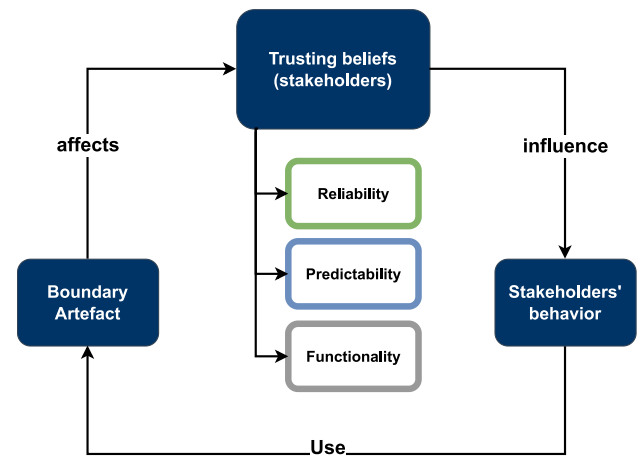 Trusting beliefs
(stakeholders)
affects
influence
Reliability
Predictability
Functionality
Boundary
Artefact
Stakeholders'
behavior
Use